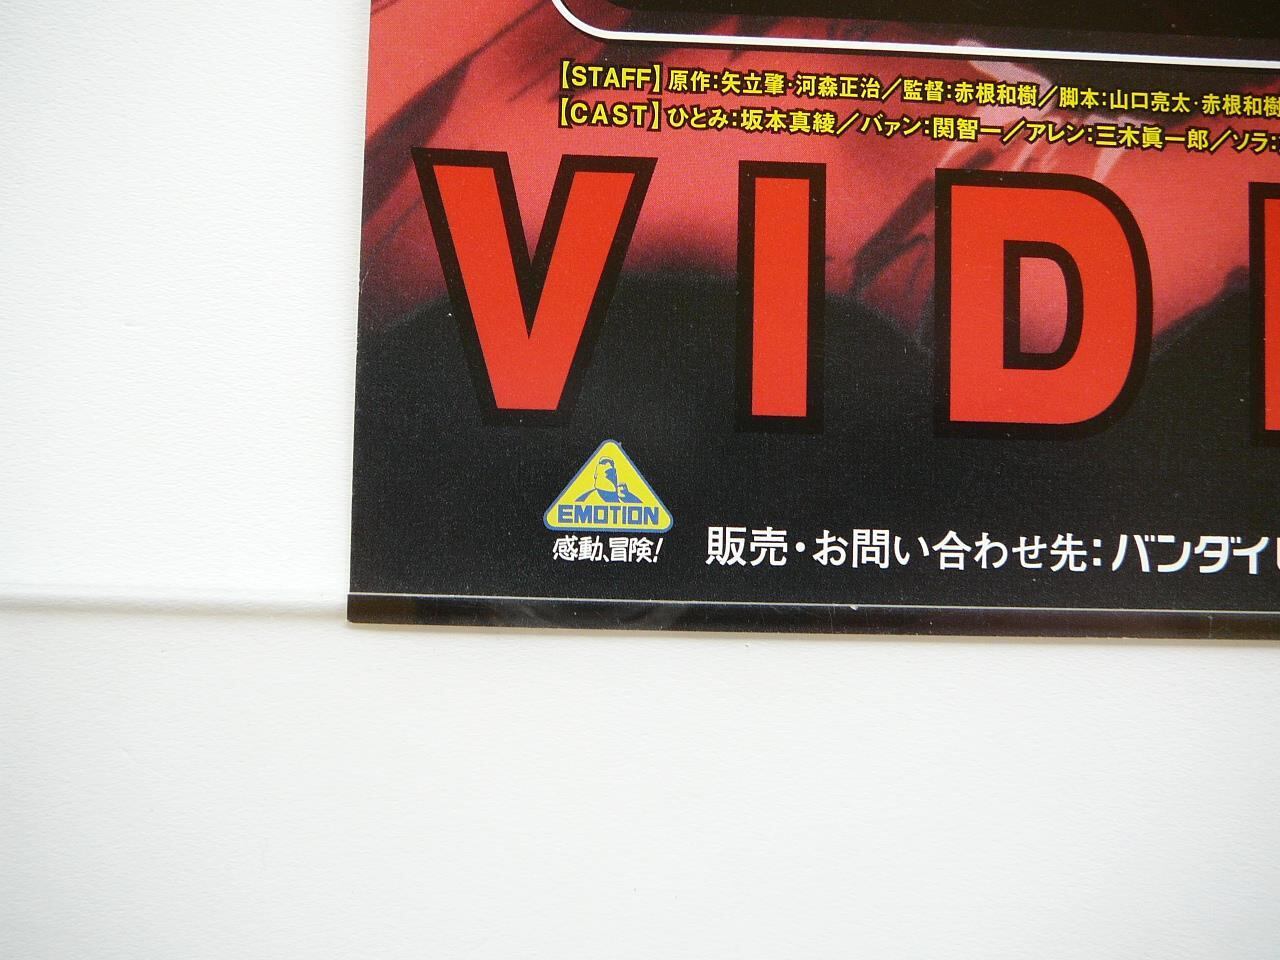 【STAFF】原作:矢立肇・河森正治／監督:赤根和樹／脚本:山口亮太・赤根和樹
【CAST】ひとみ:坂本真綾／バァン:関智一／アレン:三木眞一郎／ソラ:
VID
EMOTION
感動、冒険!
販売・お問い合わせ先:バンダイ